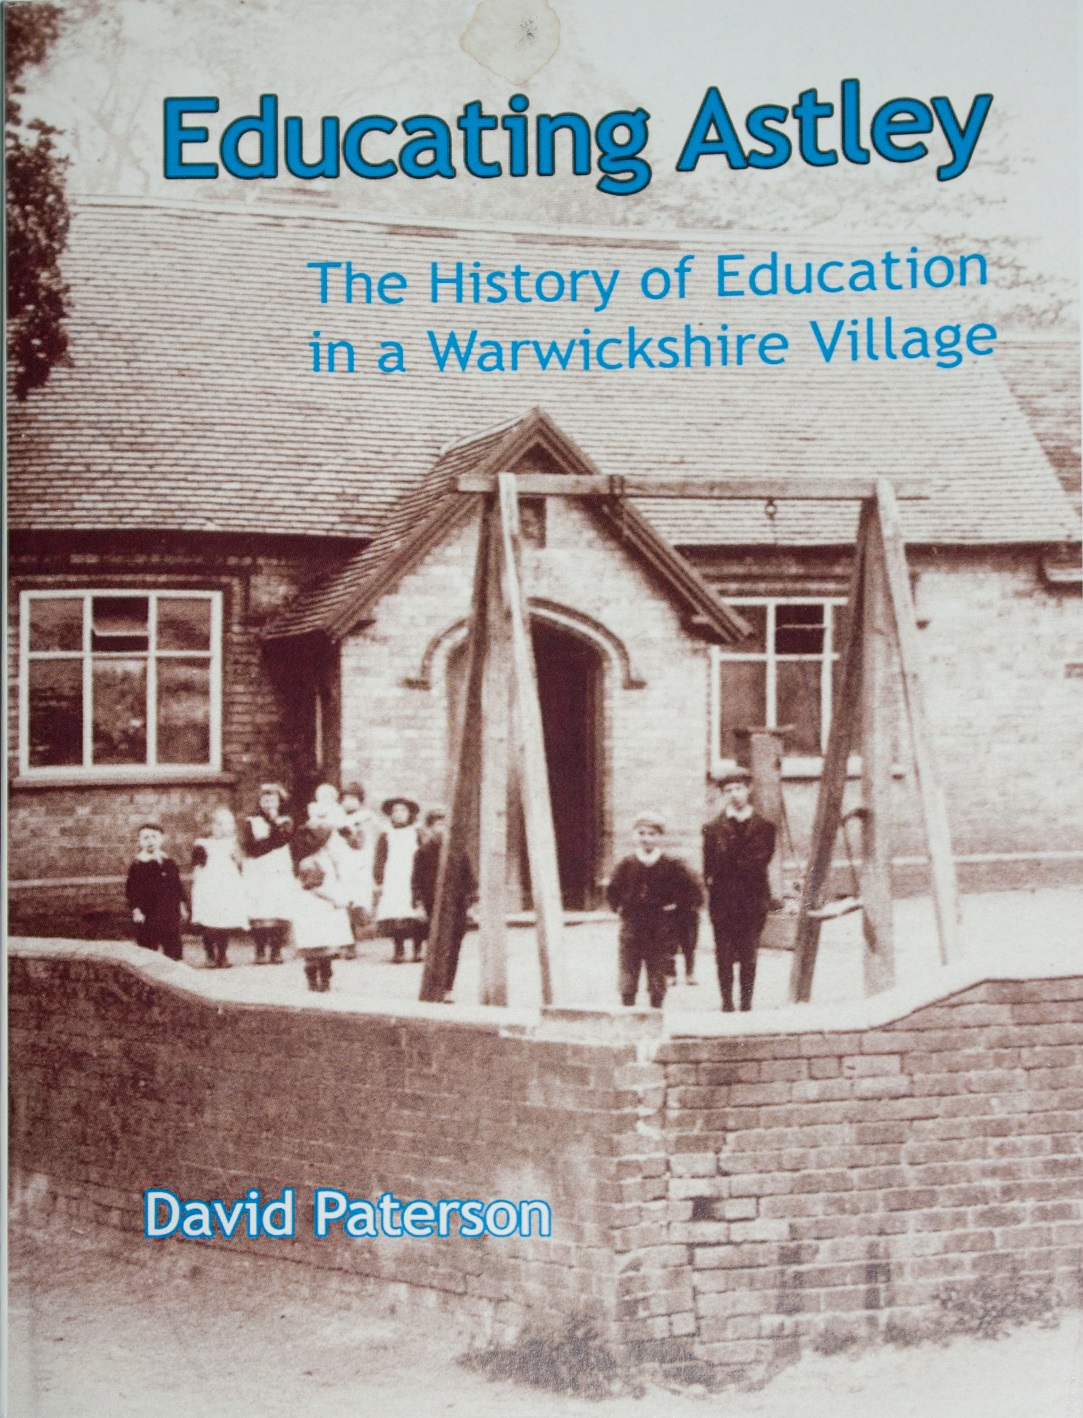 Educating Astley
The History of Education
in a Warwickshire Village
David Paterson